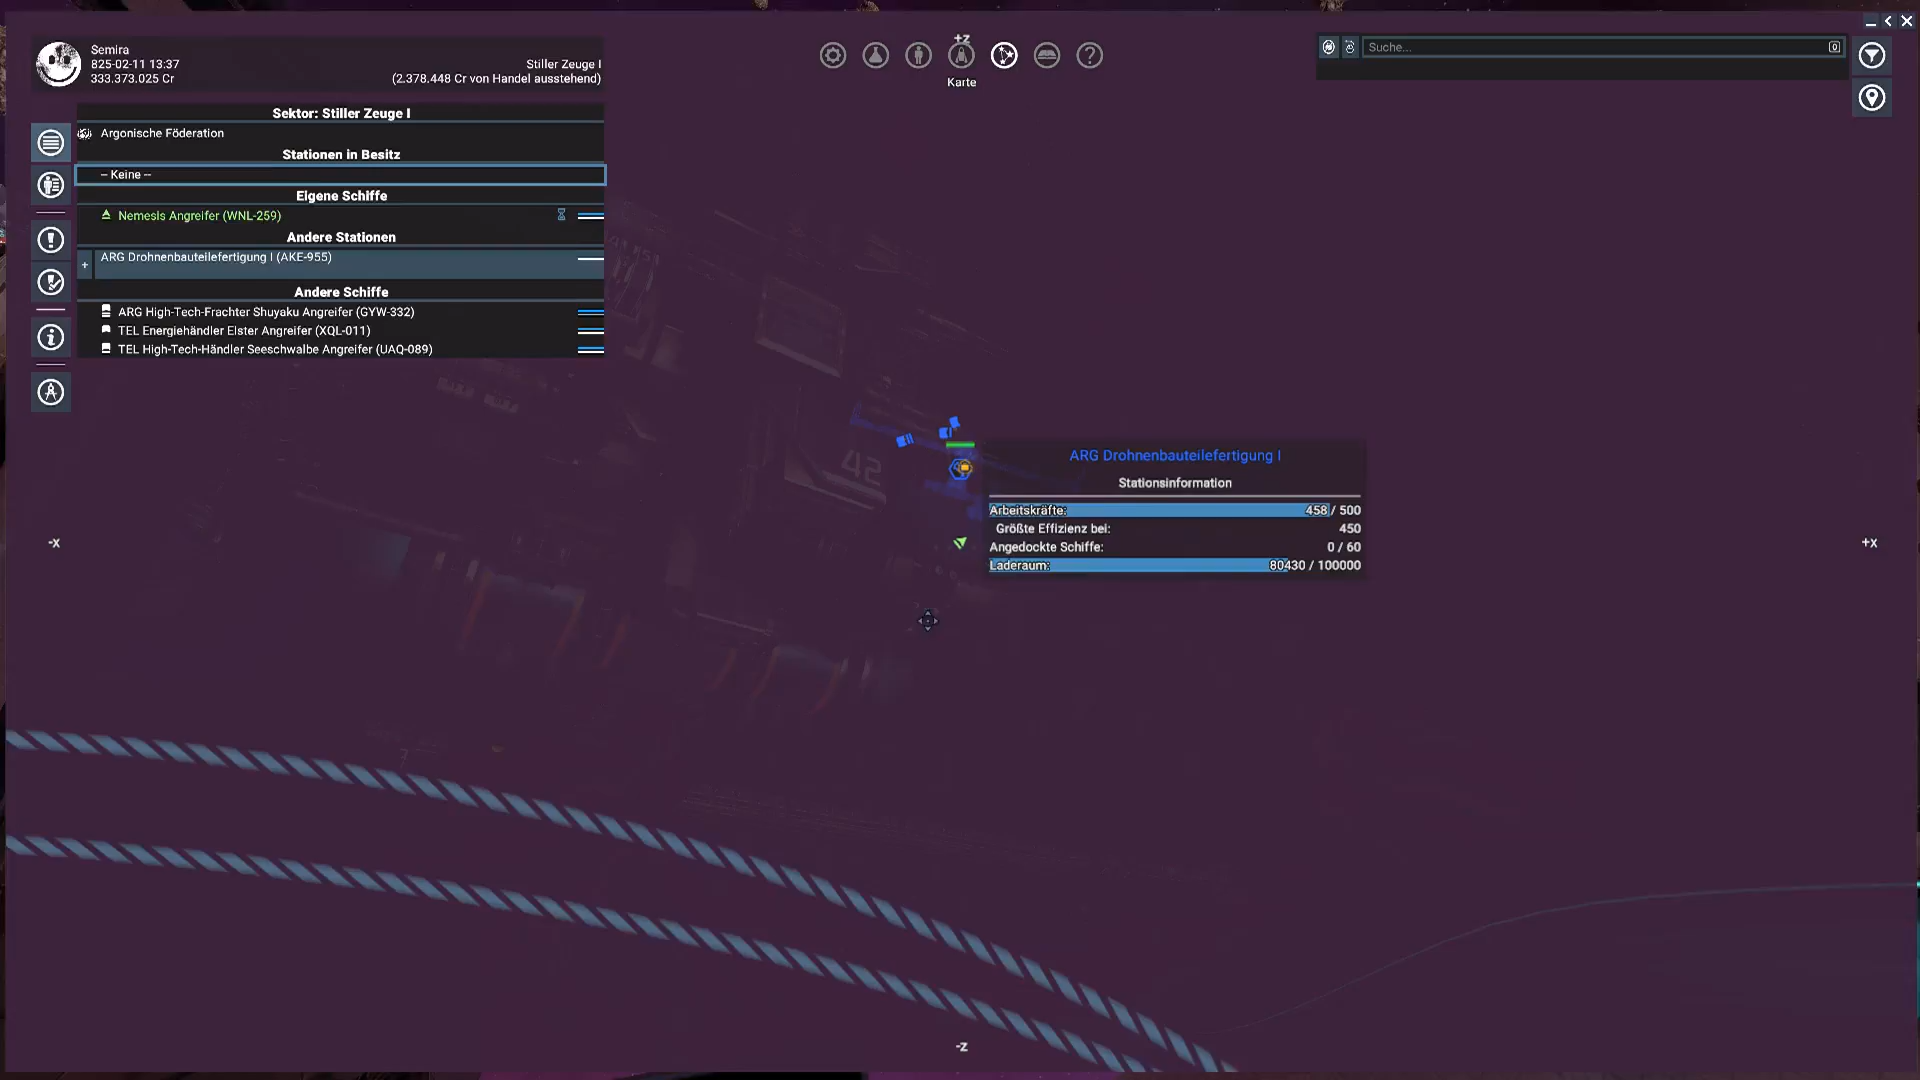 Semira
825-02-11 13:37
333.373.025 Cr
Stiller Zeuge I
(2.378.448 Cr von Handel ausstehend)
+Z
Karte
Suche...
Sektor: Stiller Zeuge I
Argonische Föderation
Stationen in Besitz
-- Keine --
Eigene Schiffe
Nemesis Angreifer (WNL-259)
Andere Stationen
+ ARG Drohnenbauteilefertigung I (AKE-955)
Andere Schiffe
ARG High-Tech-Frachter Shuyaku Angreifer (GYW-332)
TEL Energiehändler Elster Angreifer (XQL-011)
TEL High-Tech-Händler Seeschwalbe Angreifer (UAQ-089)
42
ARG Drohnenbauteilefertigung I
Stationsinformation
Arbeitskräfte: 458 / 500
Größte Effizienz bei: 450
Angedockte Schiffe: 0 / 60
Laderaum: 80430 / 100000
-X
+X
-Z